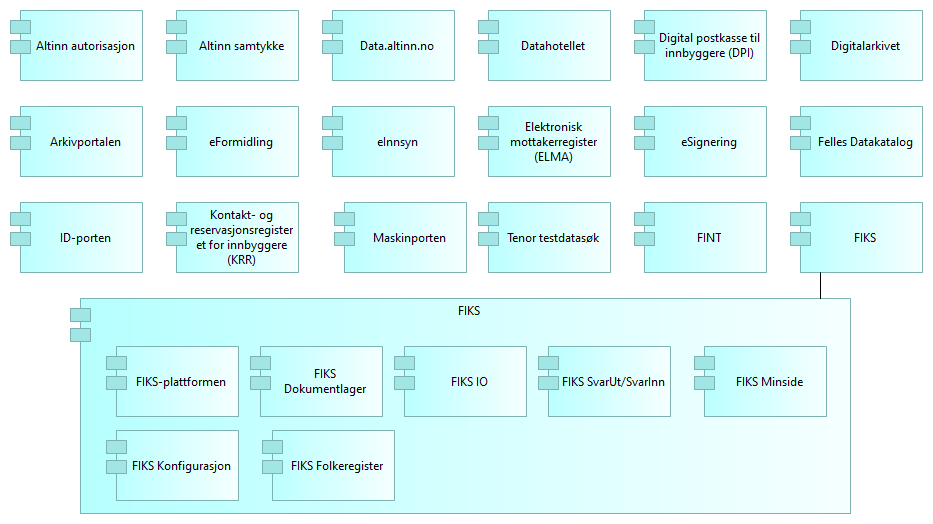 Altinn autorisasjon
Altinn samtykke
Data.altinn.no
Datahotellet
Digital postkasse til
innbyggere (DPI)
Digitalarkivet
Arkivportalen
eFormidling
eInnsyn
Elektronisk
mottakerregister
(ELMA)
eSignering
Felles Datakatalog
ID-porten
Kontakt- og
reservasjonsregister
et for innbyggere
(KRR)
Maskinporten
Tenor testdatasøk
FINT
FIKS
FIKS
FIKS-plattformen
FIKS
Dokumentlager
FIKS IO
FIKS SvarUt/SvarInn
FIKS Minside
FIKS Konfigurasjon
FIKS Folkeregister